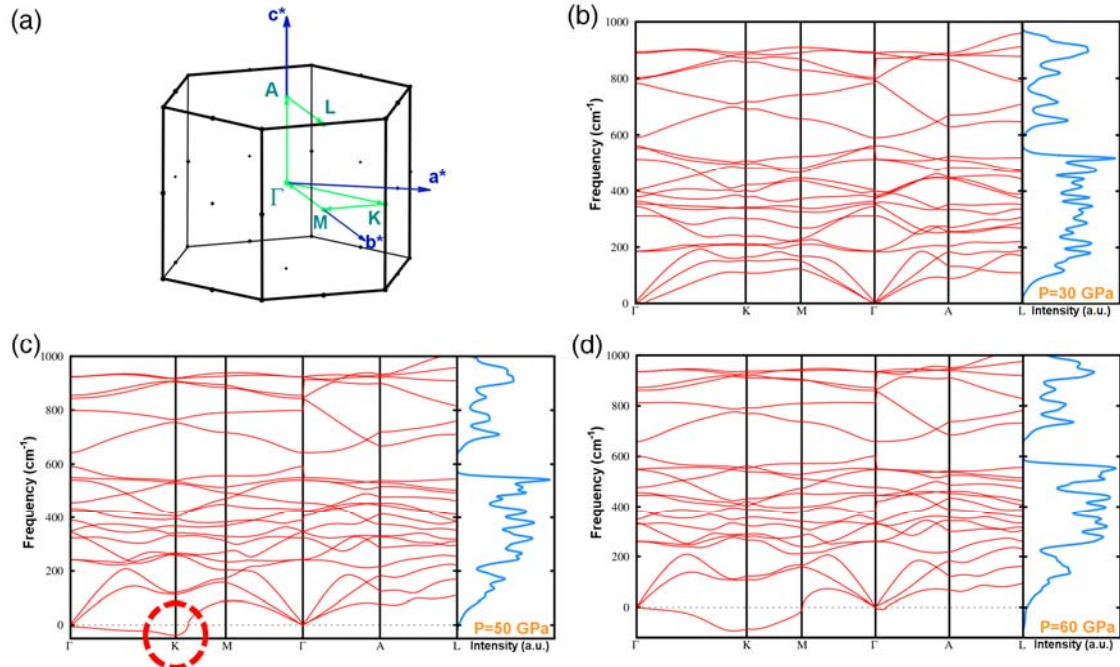 (a)
c*
A
L
Γ
a*
M
K
b*
(b)
Frequency (cm⁻¹)
1000
800
600
400
200
0
Γ
K
M
Γ
A
L
Intensity (a.u.)
P=30 GPa
(c)
Frequency (cm⁻¹)
1000
800
600
400
200
0
Γ
K
M
Γ
A
L
Intensity (a.u.)
P=50 GPa
(d)
Frequency (cm⁻¹)
1000
800
600
400
200
0
Γ
K
M
Γ
A
L
Intensity (a.u.)
P=60 GPa